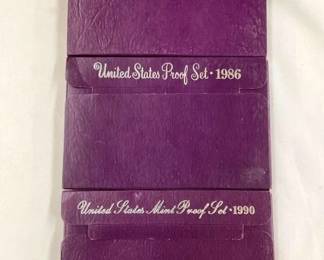 United States Proof Set · 1986
United States Mint Proof Set · 1990